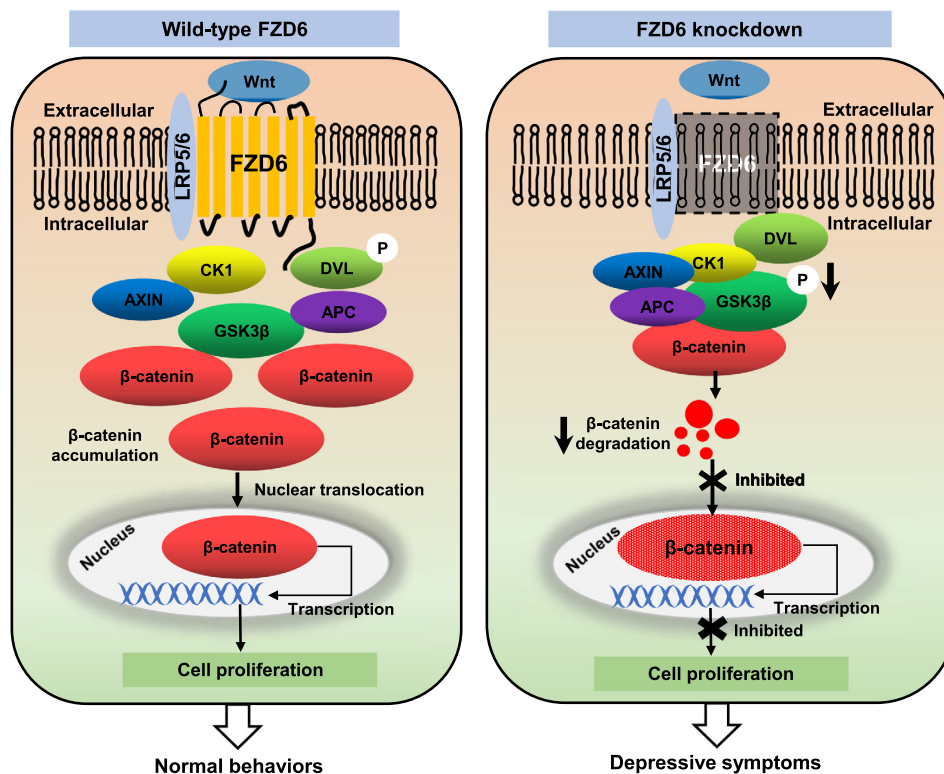 Wild-type FZD6
Wnt
Extracellular
LRP5/6
FZD6
Intracellular
P
CK1
DVL
AXIN
APC
GSK3β
β-catenin
β-catenin
β-catenin
accumulation
β-catenin
Nuclear translocation
Nucleus
β-catenin
Transcription
Cell proliferation
Normal behaviors
FZD6 knockdown
Wnt
Extracellular
LRP5/6
FZD6
Intracellular
DVL
CK1
AXIN
P
GSK3β
APC
β-catenin
β-catenin
degradation
Inhibited
Nucleus
β-catenin
Transcription
Inhibited
Cell proliferation
Depressive symptoms